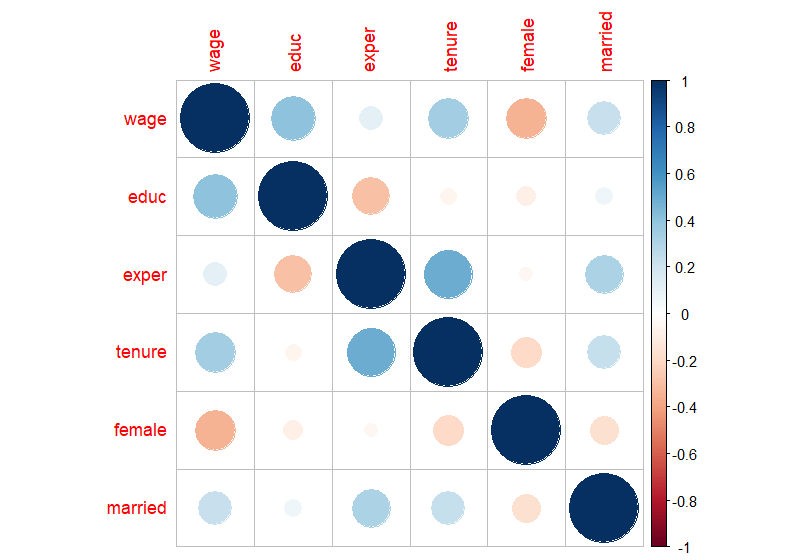 wage
educ
exper
tenure
female
married
wage
educ
exper
tenure
female
married
1
0.8
0.6
0.4
0.2
0
-0.2
-0.4
-0.6
-0.8
-1